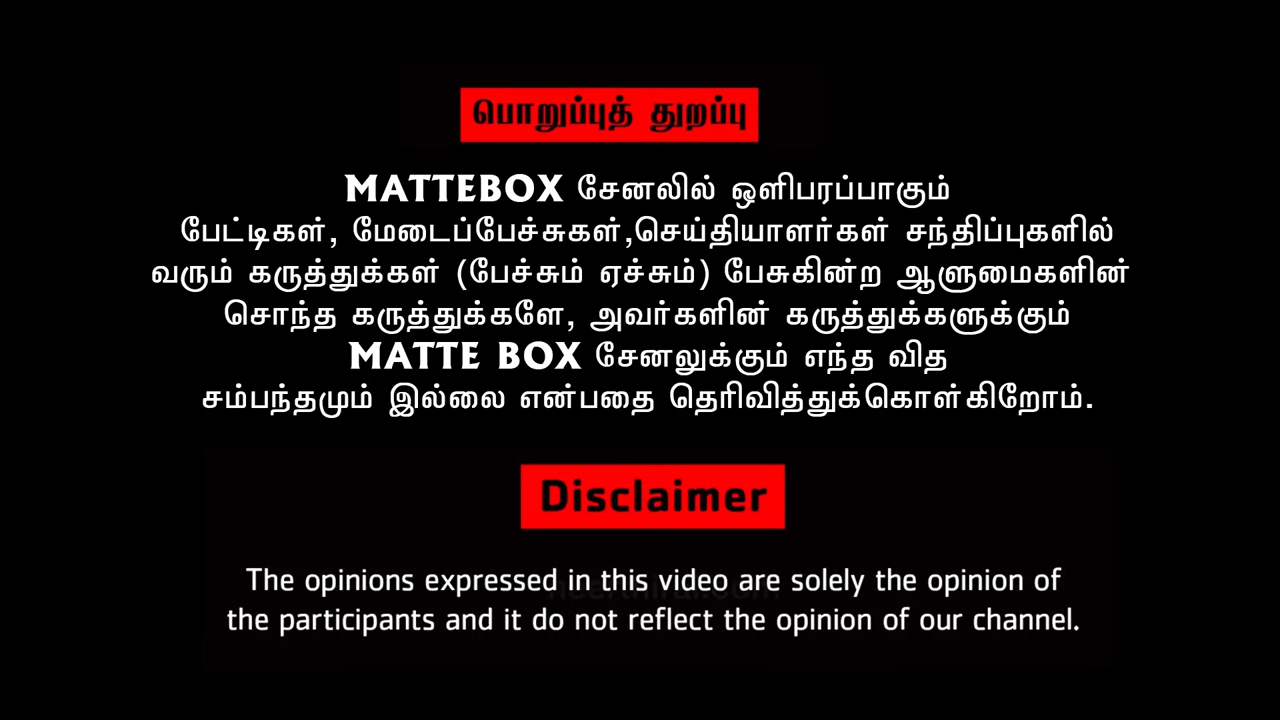 பொறுப்புத் துறப்பு
MATTEBOX சேனலில் ஒளிபரப்பாகும்
பேட்டிகள், மேடைப்பேச்சுகள்,செய்தியாளர்கள் சந்திப்புகளில்
வரும் கருத்துக்கள் (பேச்சும் ஏச்சும்) பேசுகின்ற ஆளுமைகளின்
சொந்த கருத்துக்களே, அவர்களின் கருத்துக்களுக்கும்
MATTE BOX சேனலுக்கும் எந்த வித
சம்பந்தமும் இல்லை என்பதை தெரிவித்துக்கொள்கிறோம்.
Disclaimer
The opinions expressed in this video are solely the opinion of
the participants and it do not reflect the opinion of our channel.